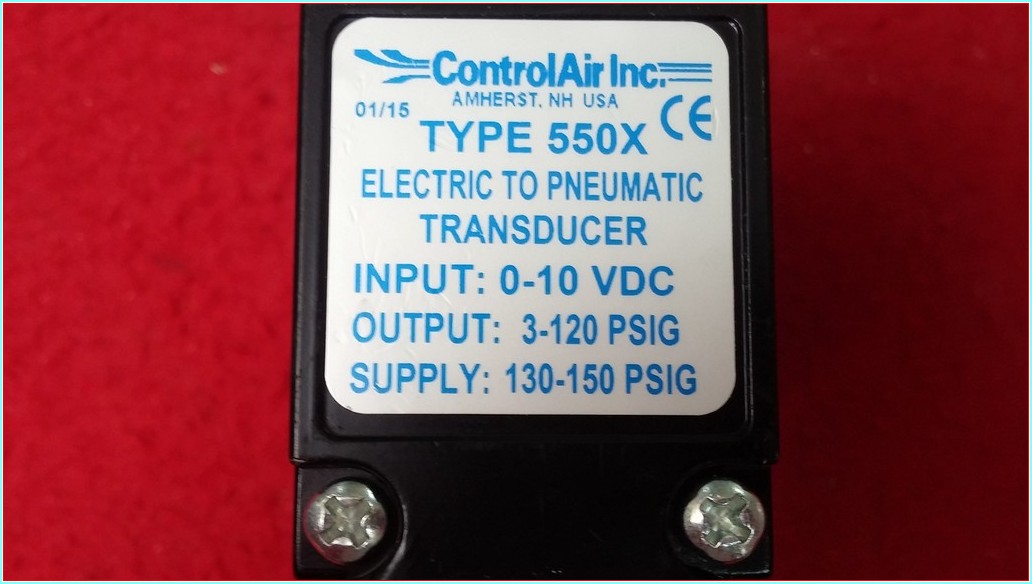 ControlAir Inc.
AMHERST, NH USA
01/15
CE
TYPE 550X
ELECTRIC TO PNEUMATIC
TRANSDUCER
INPUT: 0-10 VDC
OUTPUT: 3-120 PSIG
SUPPLY: 130-150 PSIG